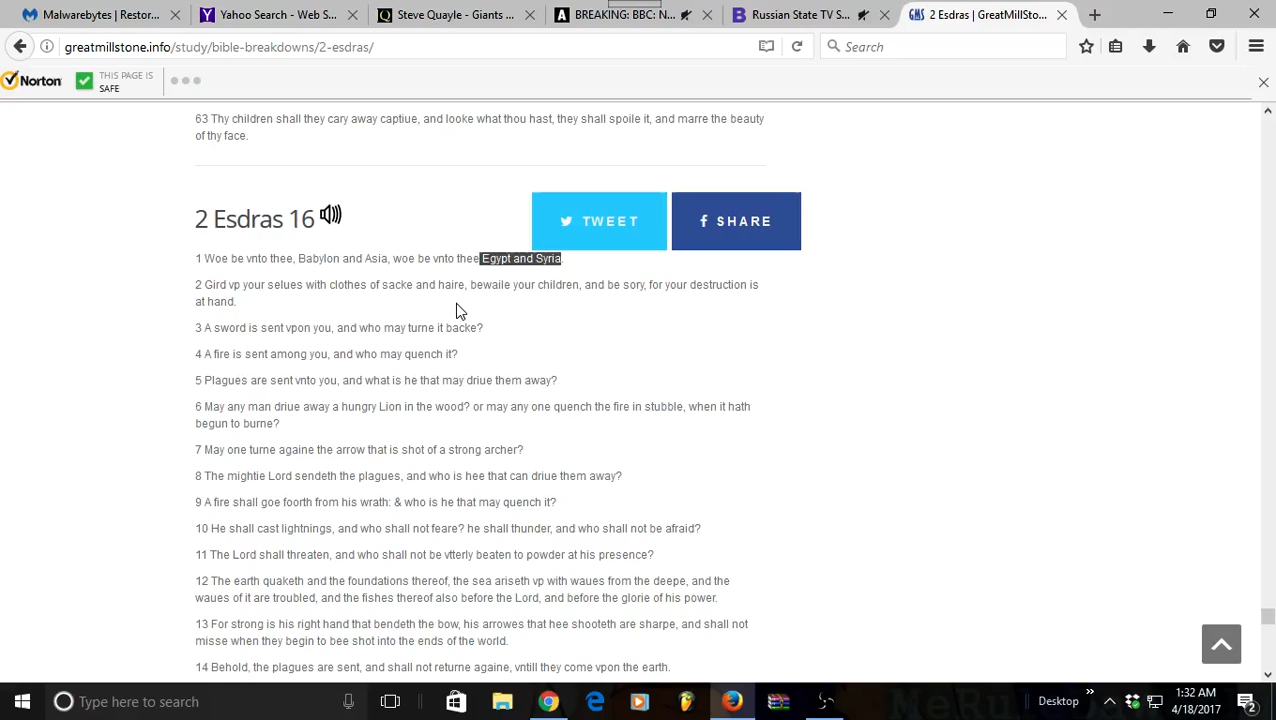 Malwarebytes | Restor...
Yahoo Search - Web S...
Steve Quayle - Giants ...
BREAKING: BBC: N...
Russian State TV S...
2 Esdras | GreatMillSto...
greatmillstone.info/study/bible-breakdowns/2-esdras/
Search
Norton
THIS PAGE IS
SAFE
63 Thy children shall they cary away captiue, and looke what thou hast, they shall spoile it, and marre the beauty
of thy face.
2 Esdras 16
TWEET
SHARE
1 Woe be vnto thee, Babylon and Asia, woe be vnto thee Egypt and Syria.
2 Gird vp your selues with clothes of sacke and haire, bewaile your children, and be sory, for your destruction is
at hand.
3 A sword is sent vpon you, and who may turne it backe?
4 A fire is sent among you, and who may quench it?
5 Plagues are sent vnto you, and what is he that may driue them away?
6 May any man driue away a hungry Lion in the wood? or may any one quench the fire in stubble, when it hath
begun to burne?
7 May one turne againe the arrow that is shot of a strong archer?
8 The mightie Lord sendeth the plagues, and who is hee that can driue them away?
9 A fire shall goe foorth from his wrath: & who is he that may quench it?
10 He shall cast lightnings, and who shall not feare? he shall thunder, and who shall not be afraid?
11 The Lord shall threaten, and who shall not be vtterly beaten to powder at his presence?
12 The earth quaketh and the foundations thereof, the sea ariseth vp with waues from the deepe, and the
waues of it are troubled, and the fishes thereof also before the Lord, and before the glorie of his power.
13 For strong is his right hand that bendeth the bow, his arrowes that hee shooteth are sharpe, and shall not
misse when they begin to bee shot into the ends of the world.
14 Behold, the plagues are sent, and shall not returne againe, vntill they come vpon the earth.
Type here to search
Desktop
1:32 AM
4/18/2017
2